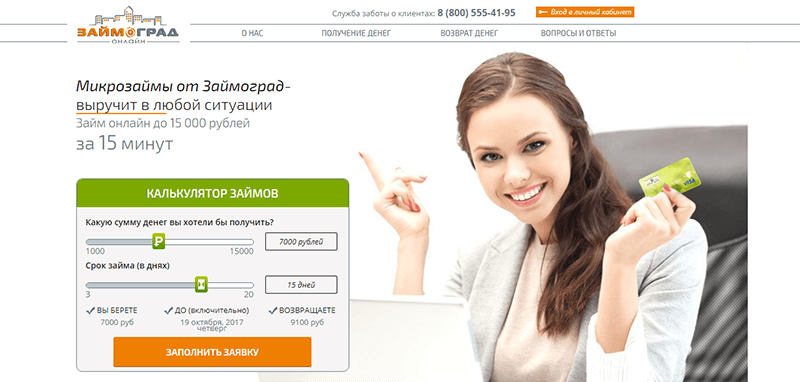 Служба заботы о клиентах: 8 (800) 555-41-95
Вход в личный кабинет
ЗАЙМОГРАД
ОНЛАЙН
О НАС
ПОЛУЧЕНИЕ ДЕНЕГ
ВОЗВРАТ ДЕНЕГ
ВОПРОСЫ И ОТВЕТЫ
Микрозаймы от Займоград-
выручит в любой ситуации
Займ онлайн до 15 000 рублей
за 15 минут
КАЛЬКУЛЯТОР ЗАЙМОВ
Какую сумму денег вы хотели бы получить?
7000 рублей
1000 15000
Срок займа (в днях)
15 дней
3 20
ВЫ БЕРЕТЕ ДО (включительно) ВОЗВРАЩАЕТЕ
7000 руб 19 октября, 2017 9100 руб
четверг
ЗАПОЛНИТЬ ЗАЯВКУ
VISA